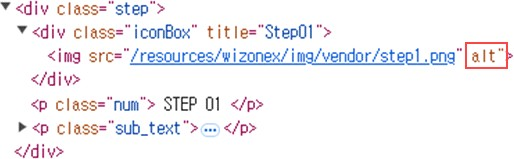 ▼<div class="step">
▼<div class="iconBox" title="Step01">
<img src="/resources/wizonex/img/vendor/step1.png" alt">
</div>
<p class="num"> STEP 01 </p>
▶<p class="sub_text">…</p>
</div>